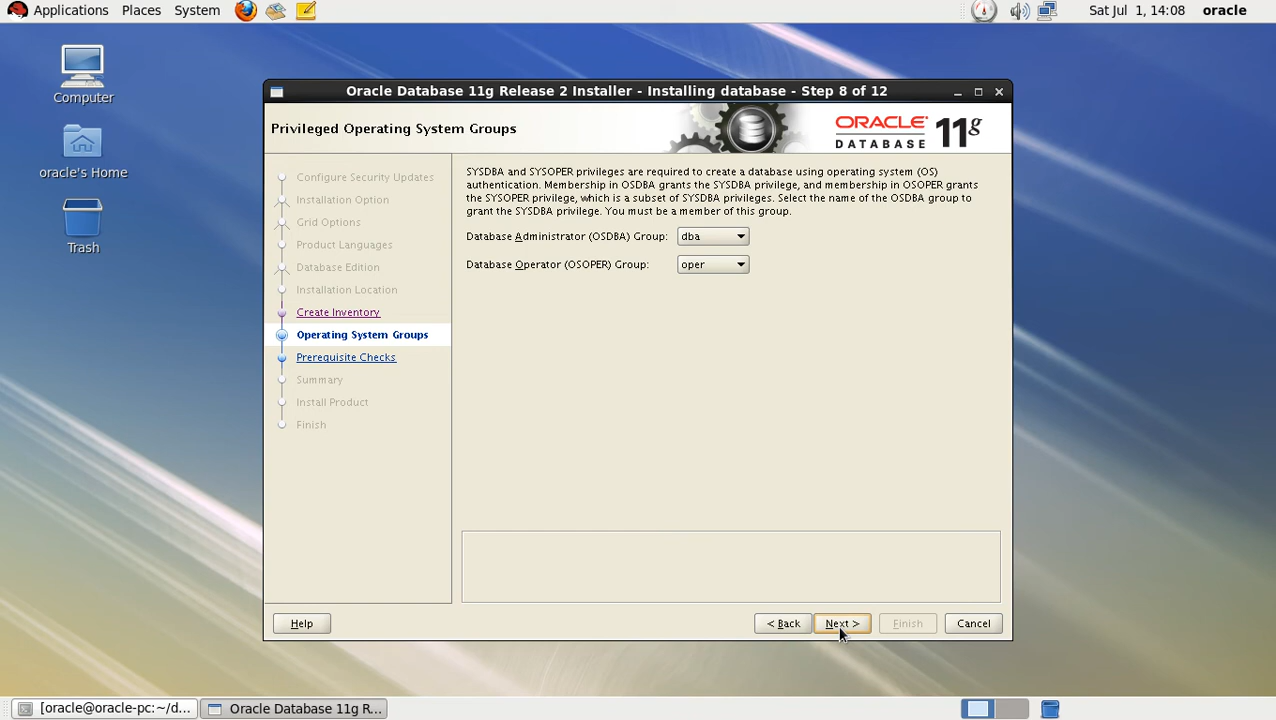 Applications Places System
Sat Jul 1, 14:08 oracle
Computer
oracle's Home
Trash
Oracle Database 11g Release 2 Installer - Installing database - Step 8 of 12
Privileged Operating System Groups
ORACLE DATABASE 11g
Configure Security Updates
Installation Option
Grid Options
Product Languages
Database Edition
Installation Location
Create Inventory
Operating System Groups
Prerequisite Checks
Summary
Install Product
Finish
SYSDBA and SYSOPER privileges are required to create a database using operating system (OS)
authentication. Membership in OSDBA grants the SYSDBA privilege, and membership in OSOPER grants
the SYSOPER privilege, which is a subset of SYSDBA privileges. Select the name of the OSDBA group to
grant the SYSDBA privilege. You must be a member of this group.
Database Administrator (OSDBA) Group: dba
Database Operator (OSOPER) Group: oper
Help < Back Next > Finish Cancel
[oracle@oracle-pc:~/d... Oracle Database 11g R...